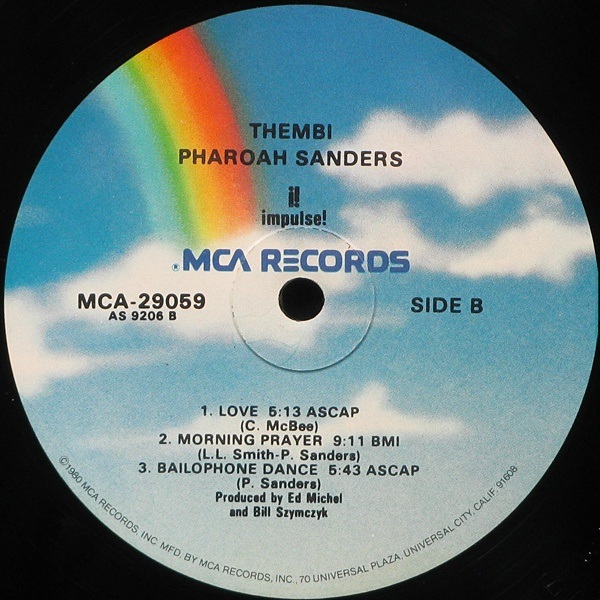 THEMBI
PHAROAH SANDERS
impulse!
® MCA RECORDS
MCA-29059
AS 9206 B
SIDE B
1. LOVE 5:13 ASCAP
(C. McBee)
2. MORNING PRAYER 9:11 BMI
(L.L. Smith-P. Sanders)
3. BAILOPHONE DANCE 5:43 ASCAP
(P. Sanders)
Produced by Ed Michel
and Bill Szymczyk
©1980 MCA RECORDS, INC. MFD. BY MCA RECORDS, INC., 70 UNIVERSAL PLAZA, UNIVERSAL CITY, CALIF. 91608